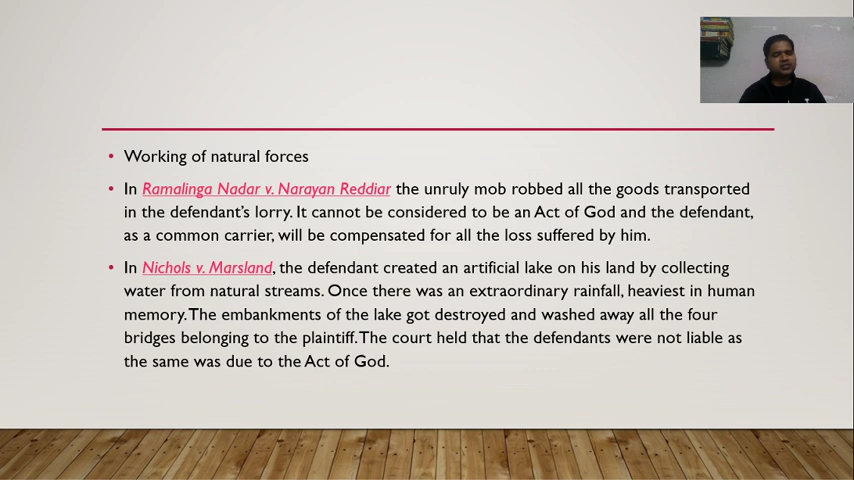 • Working of natural forces
• In Ramalinga Nadar v. Narayan Reddiar the unruly mob robbed all the goods transported
in the defendant's lorry. It cannot be considered to be an Act of God and the defendant,
as a common carrier, will be compensated for all the loss suffered by him.
• In Nichols v. Marsland, the defendant created an artificial lake on his land by collecting
water from natural streams. Once there was an extraordinary rainfall, heaviest in human
memory. The embankments of the lake got destroyed and washed away all the four
bridges belonging to the plaintiff. The court held that the defendants were not liable as
the same was due to the Act of God.